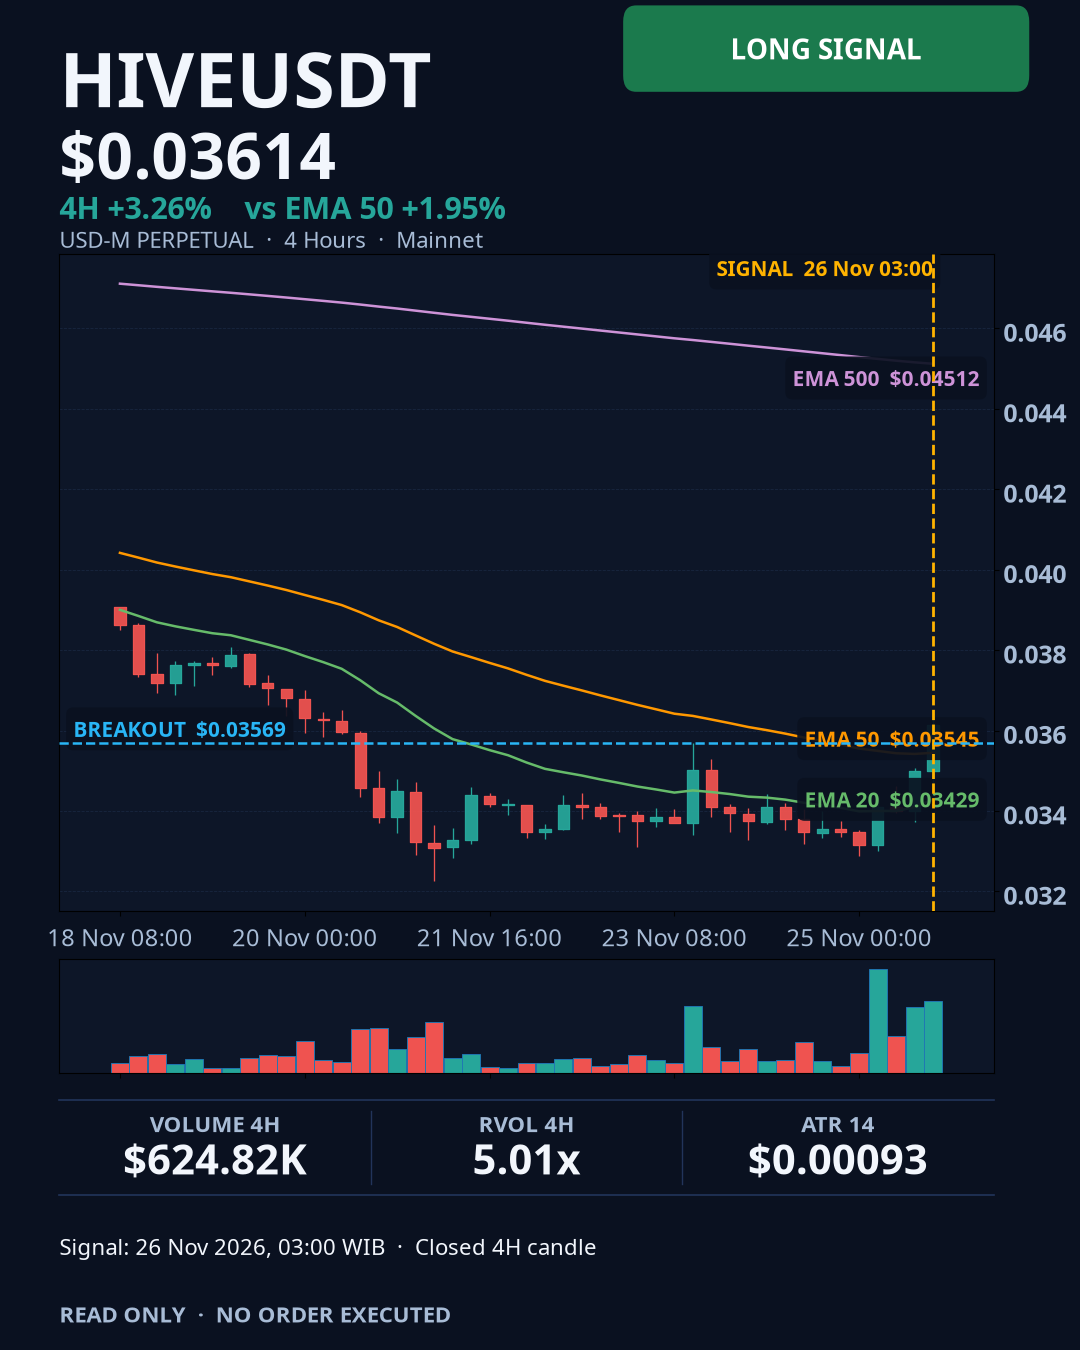 LONG SIGNAL
HIVEUSDT
$0.03614
4H +3.26% vs EMA 50 +1.95%
USD-M PERPETUAL · 4 Hours · Mainnet
SIGNAL 26 Nov 03:00
0.046
EMA 500 $0.04512
0.044
0.042
0.040
0.038
BREAKOUT $0.03569
EMA 50 $0.03545
0.036
EMA 20 $0.03429
0.034
0.032
18 Nov 08:00 20 Nov 00:00 21 Nov 16:00 23 Nov 08:00 25 Nov 00:00
VOLUME 4H RVOL 4H ATR 14
$624.82K 5.01x $0.00093
Signal: 26 Nov 2026, 03:00 WIB · Closed 4H candle
READ ONLY · NO ORDER EXECUTED